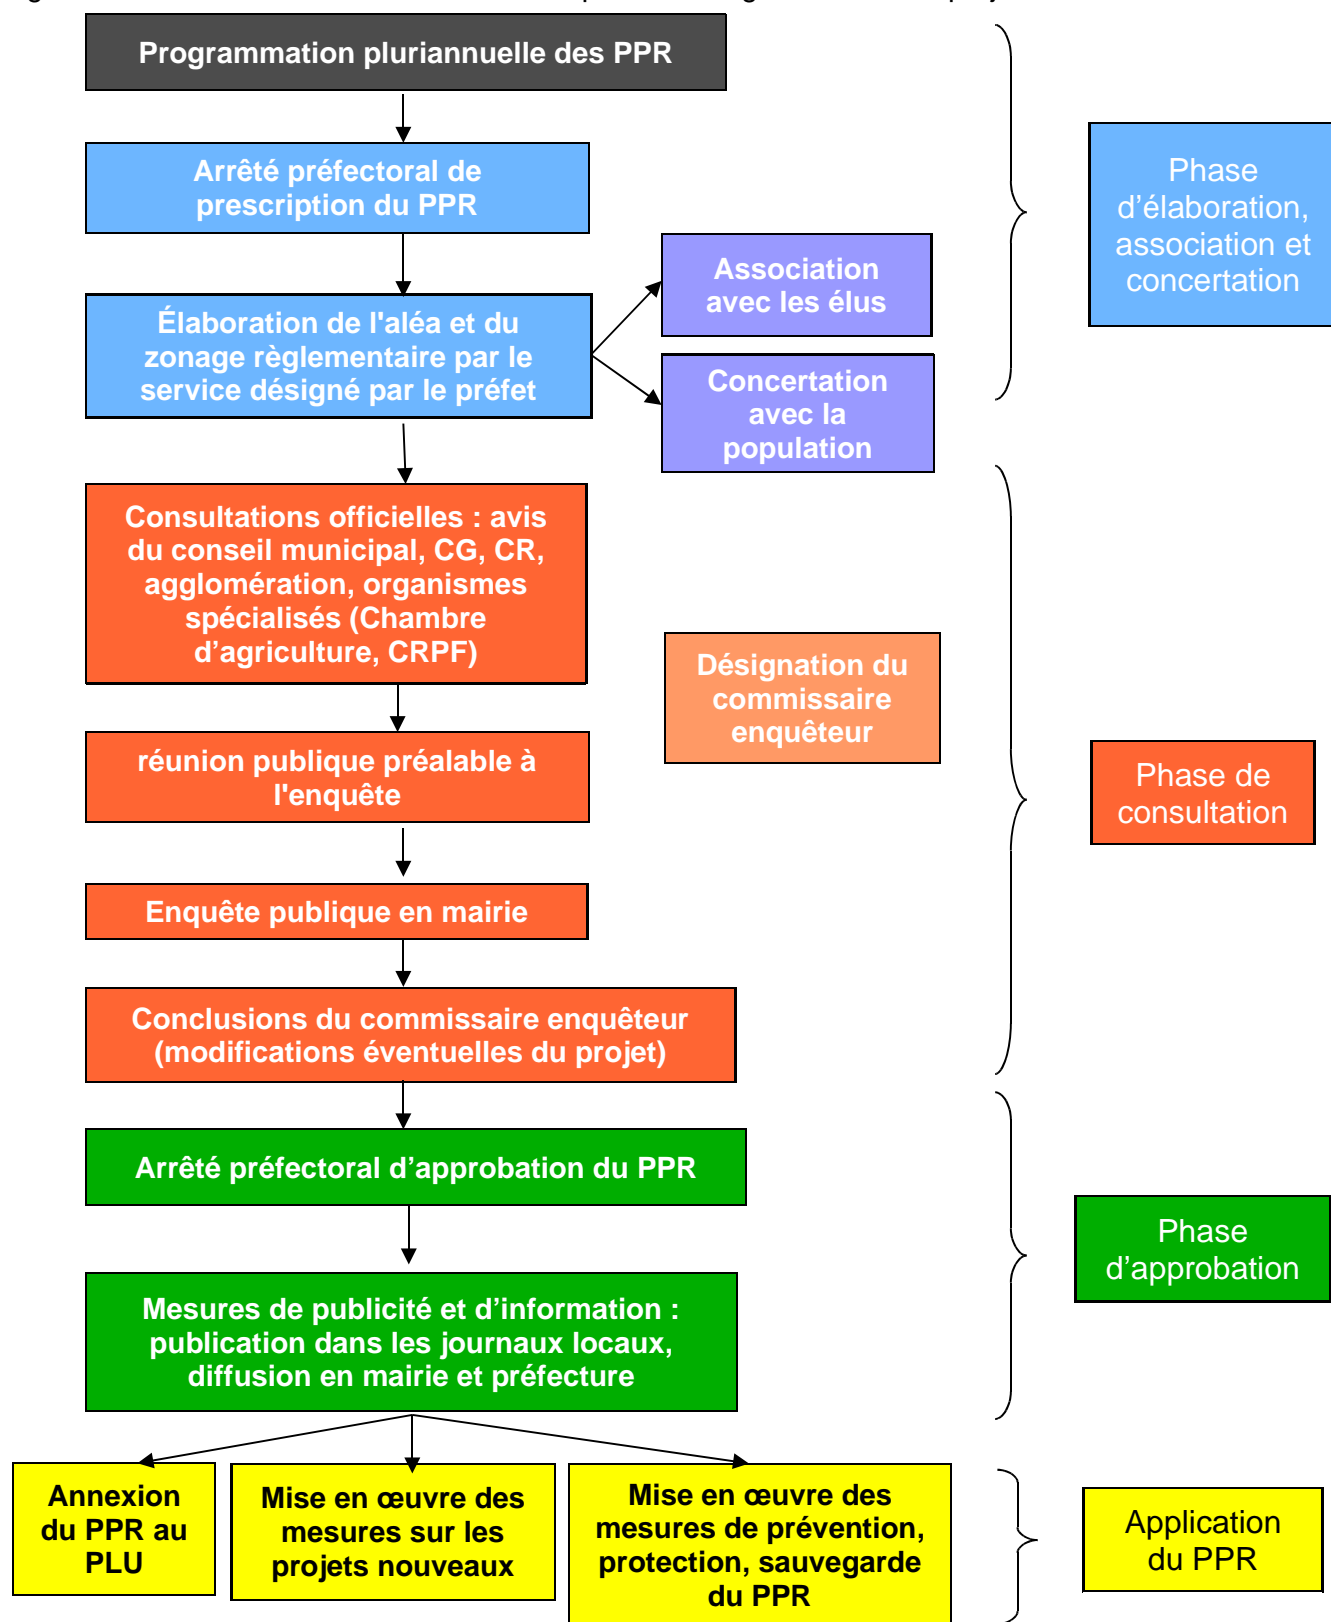 Programmation pluriannuelle des PPR
Arrêté préfectoral de
prescription du PPR
Élaboration de l'aléa et du
zonage règlementaire par le
service désigné par le préfet
Association
avec les élus
Concertation
avec la
population
Phase
d’élaboration,
association et
concertation
Consultations officielles : avis
du conseil municipal, CG, CR,
agglomération, organismes
spécialisés (Chambre
d’agriculture, CRPF)
Désignation du
commissaire
enquêteur
réunion publique préalable à
l'enquête
Enquête publique en mairie
Conclusions du commissaire enquêteur
(modifications éventuelles du projet)
Phase de
consultation
Arrêté préfectoral d’approbation du PPR
Mesures de publicité et d’information :
publication dans les journaux locaux,
diffusion en mairie et préfecture
Phase
d’approbation
Annexion
du PPR au
PLU
Mise en œuvre des
mesures sur les
projets nouveaux
Mise en œuvre des
mesures de prévention,
protection, sauvegarde
du PPR
Application
du PPR